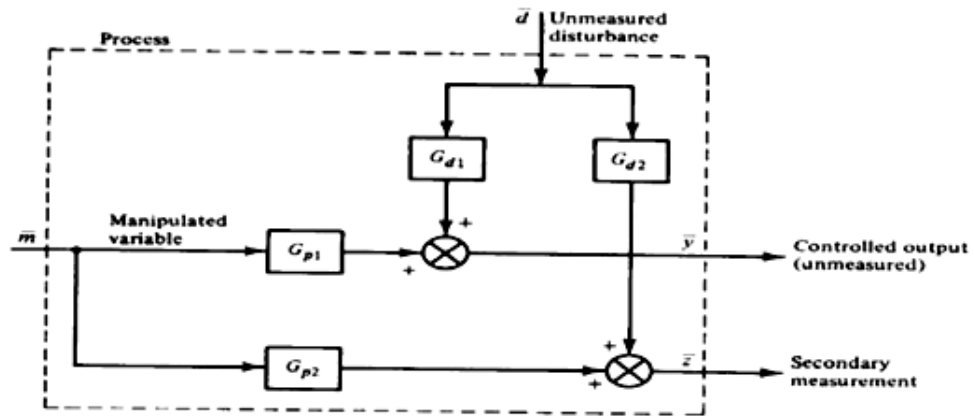 d̄ Unmeasured
disturbance
Process
G_d1
G_d2
+
m̄
Manipulated
variable
G_p1
+
ȳ
Controlled output
(unmeasured)
G_p2
+
+
z̄
Secondary
measurement